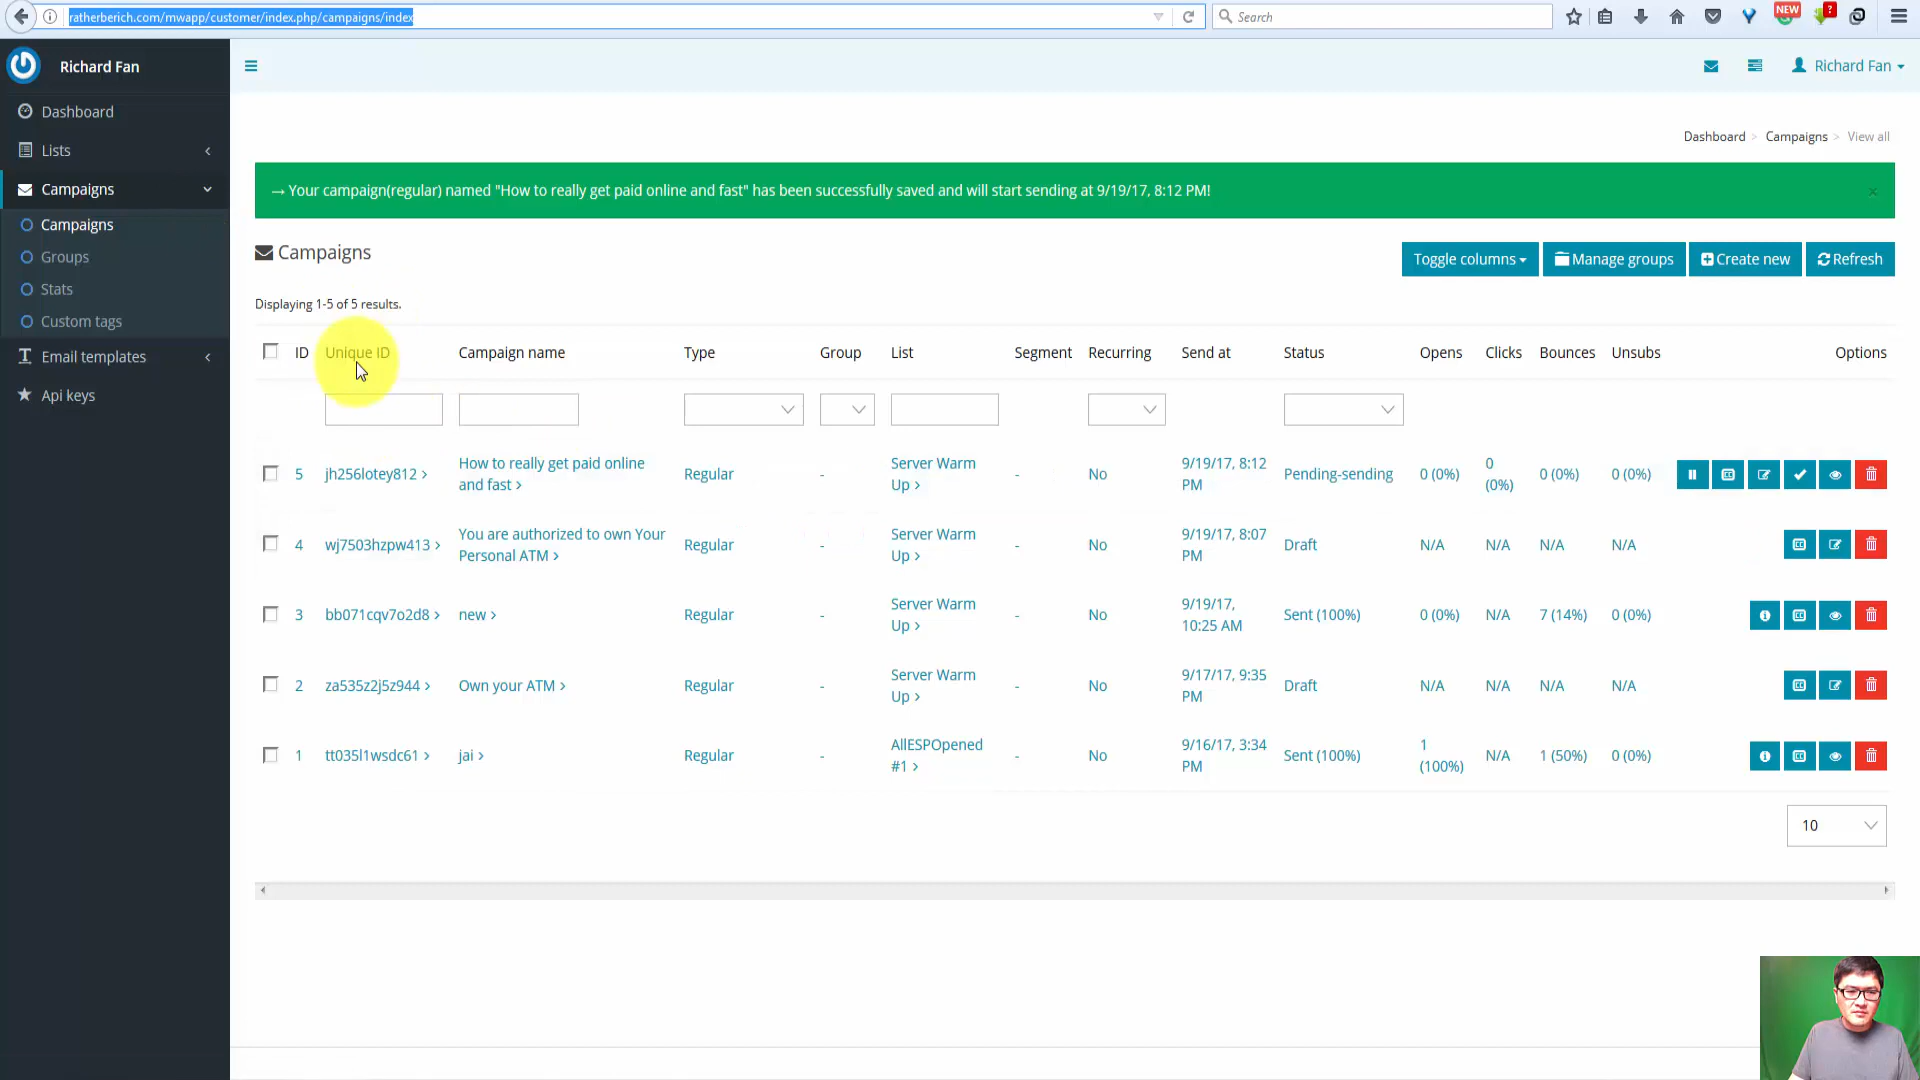 ratherberich.com/mwapp/customer/index.php/campaigns/index
Search
NEW
?
Richard Fan
Richard Fan
Dashboard
Lists
Campaigns
Campaigns
Groups
Stats
Custom tags
Email templates
Api keys
Dashboard > Campaigns > View all
→ Your campaign(regular) named "How to really get paid online and fast" has been successfully saved and will start sending at 9/19/17, 8:12 PM!
×
Campaigns
Toggle columns
Manage groups
Create new
Refresh
Displaying 1-5 of 5 results.
ID Unique ID Campaign name Type Group List Segment Recurring Send at Status Opens Clicks Bounces Unsubs Options
5 jh256lotey812 > How to really get paid online and fast > Regular - Server Warm Up > - No 9/19/17, 8:12 PM Pending-sending 0 (0%) 0 (0%) 0 (0%) 0 (0%)
4 wj7503hzpw413 > You are authorized to own Your Personal ATM > Regular - Server Warm Up > - No 9/19/17, 8:07 PM Draft N/A N/A N/A N/A
3 bb071cqv7o2d8 > new > Regular - Server Warm Up > - No 9/19/17, 10:25 AM Sent (100%) 0 (0%) N/A 7 (14%) 0 (0%)
2 za535z2j5z944 > Own your ATM > Regular - Server Warm Up > - No 9/17/17, 9:35 PM Draft N/A N/A N/A N/A
1 tt035l1wsdc61 > jai > Regular - AllESPOpened #1 > - No 9/16/17, 3:34 PM Sent (100%) 1 (100%) N/A 1 (50%) 0 (0%)
10